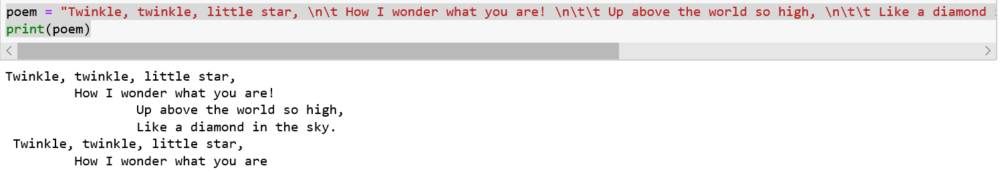 poem = "Twinkle, twinkle, little star, \n\t How I wonder what you are! \n\t\t Up above the world so high, \n\t\t Like a diamond
print(poem)
Twinkle, twinkle, little star,
How I wonder what you are!
Up above the world so high,
Like a diamond in the sky.
Twinkle, twinkle, little star,
How I wonder what you are